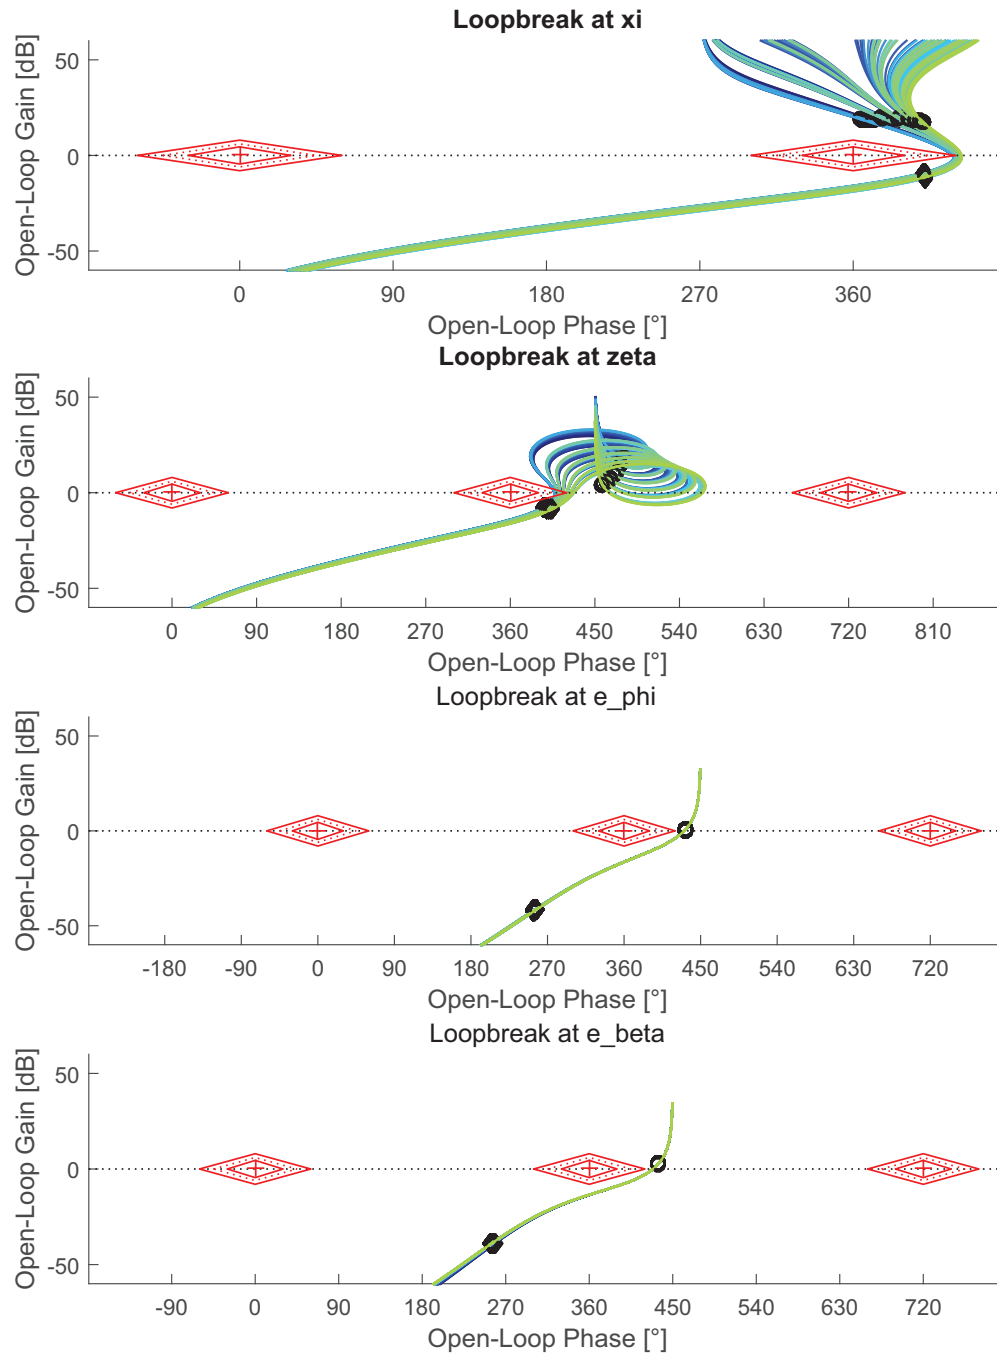 Loopbreak at xi
Open-Loop Gain [dB]
50
0
-50
0 90 180 270 360
Open-Loop Phase [°]
Loopbreak at zeta
Open-Loop Gain [dB]
50
0
-50
0 90 180 270 360 450 540 630 720 810
Open-Loop Phase [°]
Loopbreak at e_phi
Open-Loop Gain [dB]
50
0
-50
-180 -90 0 90 180 270 360 450 540 630 720
Open-Loop Phase [°]
Loopbreak at e_beta
Open-Loop Gain [dB]
50
0
-50
-90 0 90 180 270 360 450 540 630 720
Open-Loop Phase [°]